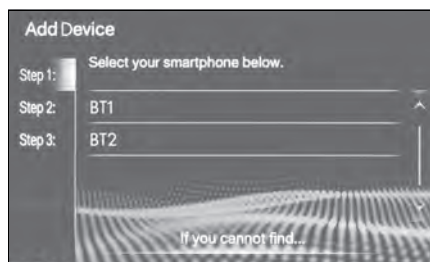 Add Device
Step 1:
Select your smartphone below.
Step 2:
BT1
Step 3:
BT2
If you cannot find...